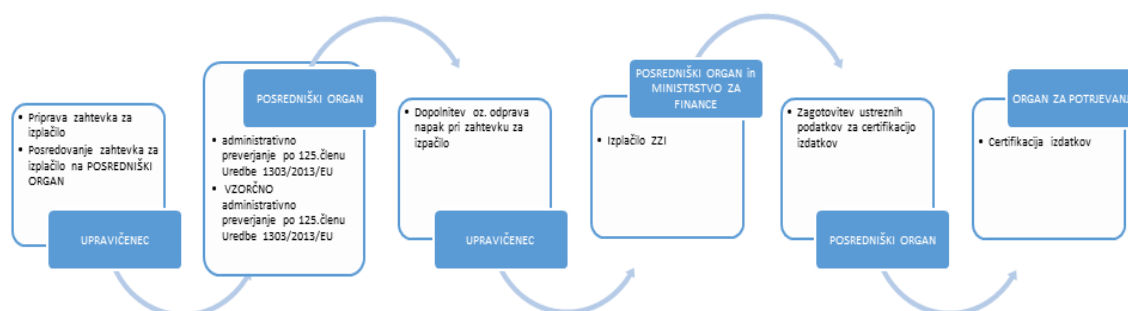 • Priprava zahtevka za
izplačilo
• Posredovanje zahtevka za
izplačilo na POSREDNIŠKI
ORGAN
UPRAVIČENEC
POSREDNIŠKI ORGAN
• administrativno
preverjanje po 125.členu
Uredbe 1303/2013/EU
• VZORČNO
administrativno
preverjanje po 125.členu
Uredbe 1303/2013/EU
• Dopolnitev oz. odprava
napak pri zahtevku za
izpačilo
UPRAVIČENEC
POSREDNIŠKI ORGAN in
MINISTRSTVO ZA
FINANCE
• Izplačilo ZZI
• Zagotovitev ustreznih
podatkov za certifikacijo
izdatkov
POSREDNIŠKI ORGAN
ORGAN ZA POTRJEVANJE
• Certifikacija izdatkov